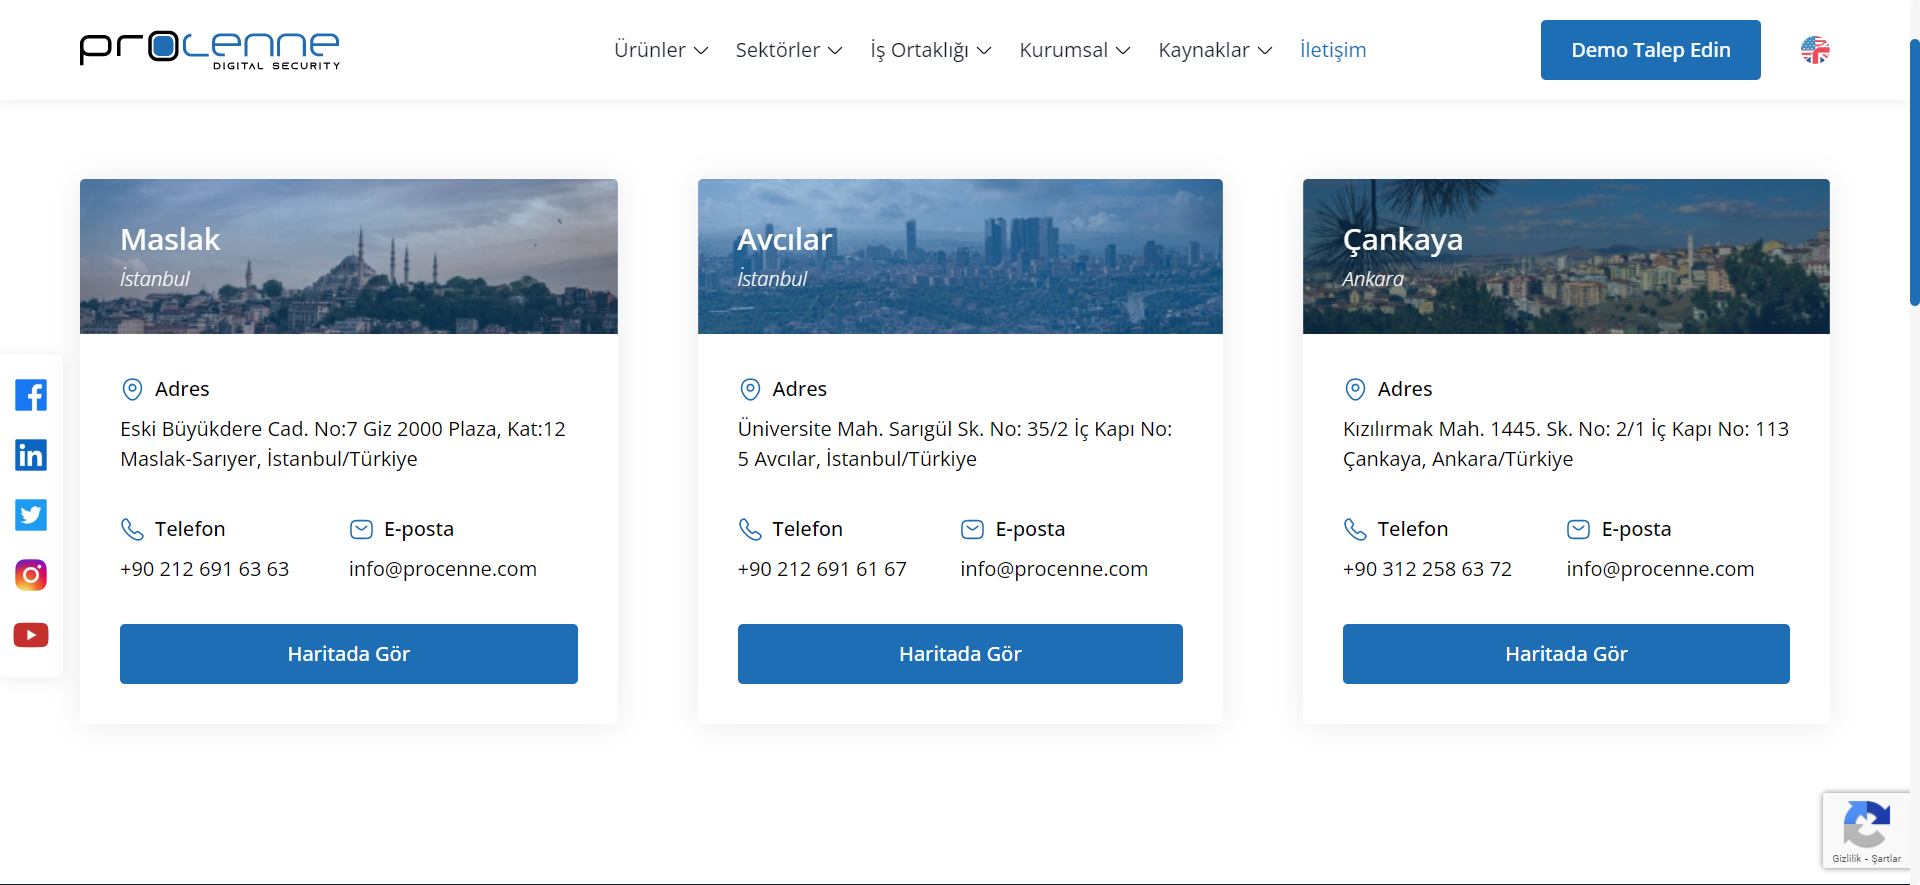 procenne
DIGITAL SECURITY
Ürünler
Sektörler
İş Ortaklığı
Kurumsal
Kaynaklar
İletişim
Demo Talep Edin
Maslak
İstanbul
Adres
Eski Büyükdere Cad. No:7 Giz 2000 Plaza, Kat:12
Maslak-Sarıyer, İstanbul/Türkiye
Telefon
+90 212 691 63 63
E-posta
info@procenne.com
Haritada Gör
Avcılar
İstanbul
Adres
Üniversite Mah. Sarıgül Sk. No: 35/2 İç Kapı No:
5 Avcılar, İstanbul/Türkiye
Telefon
+90 212 691 61 67
E-posta
info@procenne.com
Haritada Gör
Çankaya
Ankara
Adres
Kızılırmak Mah. 1445. Sk. No: 2/1 İç Kapı No: 113
Çankaya, Ankara/Türkiye
Telefon
+90 312 258 63 72
E-posta
info@procenne.com
Haritada Gör
Gizlilik - Şartlar